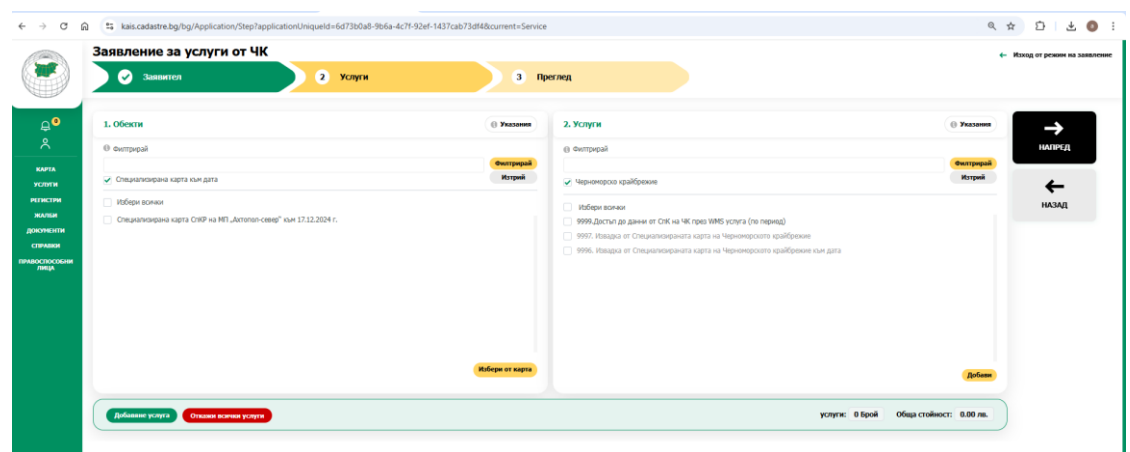 kais.cadastre.bg/bg/Application/Step?applicationUniqueId=6d73b0a8-9b6a-4c7f-92ef-1437cab73df4&current=Service
Заявление за услуги от ЧК
Изход от режим на заявление
Заявител
2 Услуги
3 Преглед
КАРТА
УСЛУГИ
РЕГИСТРИ
ЖАЛБИ
ДОКУМЕНТИ
СПРАВКИ
ПРАВОСПОСОБНИ
ЛИЦА
1. Обекти
Указания
Филтрирай
Филтрирай
Изтрий
Специализирана карта към дата
Избери всички
Специализирана карта СпКР на МП „Ахтопол-север" към 17.12.2024 г.
Избери от карта
2. Услуги
Указания
Филтрирай
Филтрирай
Изтрий
Черноморско крайбрежие
Избери всички
9999.Достъп до данни от СпК на ЧК през WMS услуга (по период)
9997. Извадка от Специализираната карта на Черноморското крайбрежие
9996. Извадка от Специализираната карта на Черноморското крайбрежие към дата
Добави
НАПРЕД
НАЗАД
Добавяне услуга
Откажи всички услуги
услуги: 0 Брой
Обща стойност: 0.00 лв.